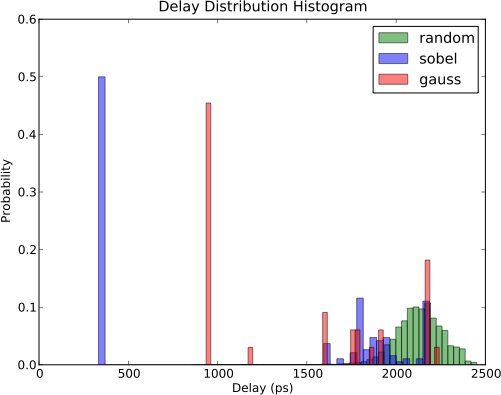 Delay Distribution Histogram
0.6
0.5
0.4
0.3
0.2
0.1
0.0
Probability
random
sobel
gauss
0 500 1000 1500 2000 2500
Delay (ps)